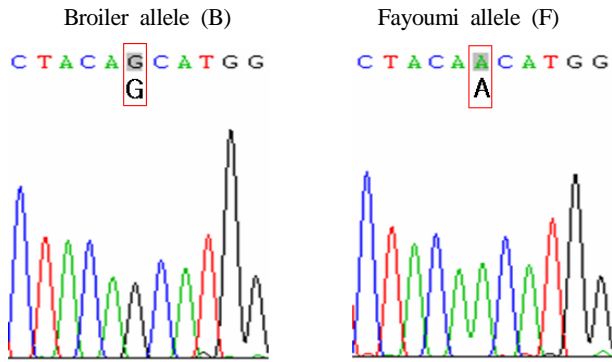 Broiler allele (B)
C T A C A G C A T G G
G
Fayoumi allele (F)
C T A C A A C A T G G
A